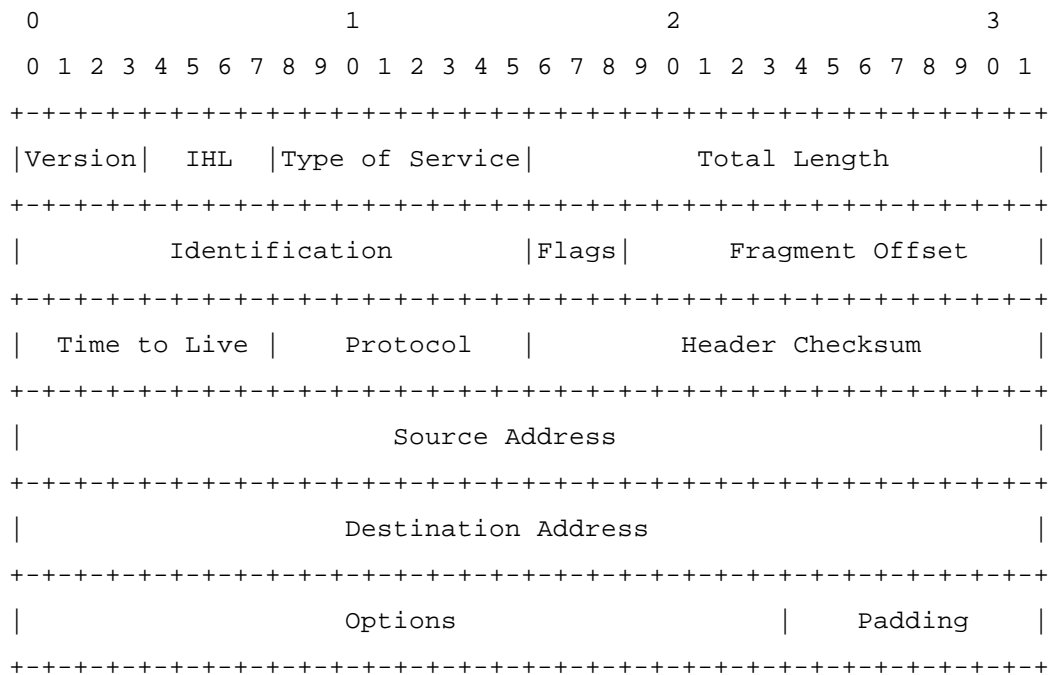 0                   1                   2                   3
 0 1 2 3 4 5 6 7 8 9 0 1 2 3 4 5 6 7 8 9 0 1 2 3 4 5 6 7 8 9 0 1
+-+-+-+-+-+-+-+-+-+-+-+-+-+-+-+-+-+-+-+-+-+-+-+-+-+-+-+-+-+-+-+-+
|Version|  IHL  |Type of Service|          Total Length         |
+-+-+-+-+-+-+-+-+-+-+-+-+-+-+-+-+-+-+-+-+-+-+-+-+-+-+-+-+-+-+-+-+
|         Identification        |Flags|      Fragment Offset    |
+-+-+-+-+-+-+-+-+-+-+-+-+-+-+-+-+-+-+-+-+-+-+-+-+-+-+-+-+-+-+-+-+
|  Time to Live |    Protocol   |         Header Checksum       |
+-+-+-+-+-+-+-+-+-+-+-+-+-+-+-+-+-+-+-+-+-+-+-+-+-+-+-+-+-+-+-+-+
|                       Source Address                          |
+-+-+-+-+-+-+-+-+-+-+-+-+-+-+-+-+-+-+-+-+-+-+-+-+-+-+-+-+-+-+-+-+
|                    Destination Address                        |
+-+-+-+-+-+-+-+-+-+-+-+-+-+-+-+-+-+-+-+-+-+-+-+-+-+-+-+-+-+-+-+-+
|                    Options                    |    Padding    |
+-+-+-+-+-+-+-+-+-+-+-+-+-+-+-+-+-+-+-+-+-+-+-+-+-+-+-+-+-+-+-+-+